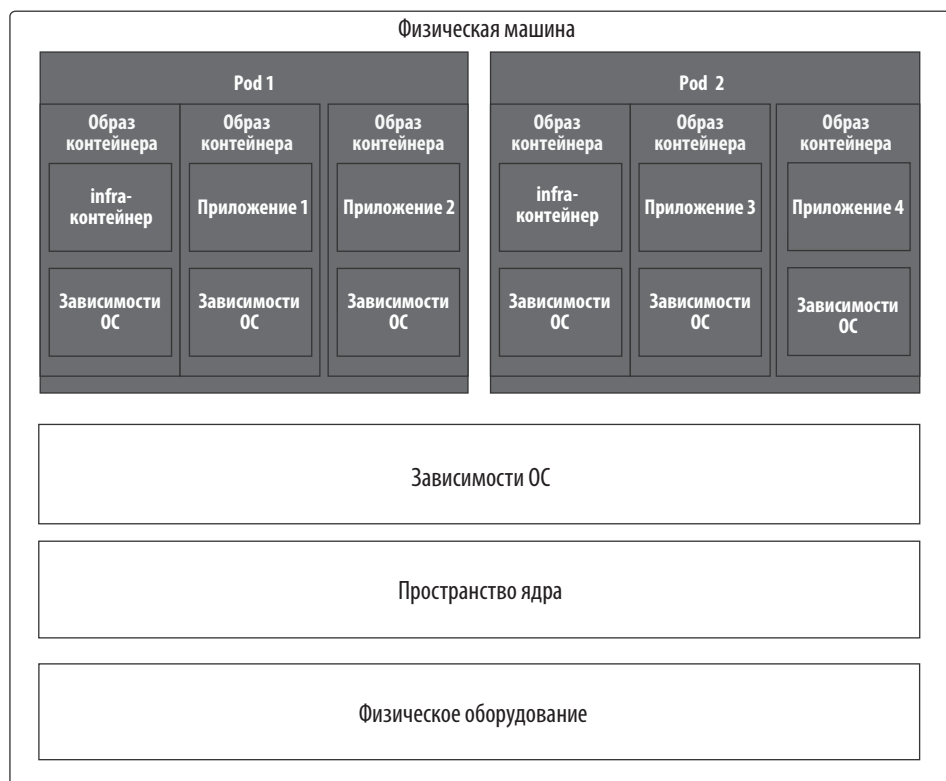 Физическая машина
Pod 1
Образ
контейнера
infra-
контейнер
Зависимости
ОС
Образ
контейнера
Приложение 1
Зависимости
ОС
Образ
контейнера
Приложение 2
Зависимости
ОС
Pod 2
Образ
контейнера
infra-
контейнер
Зависимости
ОС
Образ
контейнера
Приложение 3
Зависимости
ОС
Образ
контейнера
Приложение 4
Зависимости
ОС
Зависимости ОС
Пространство ядра
Физическое оборудование